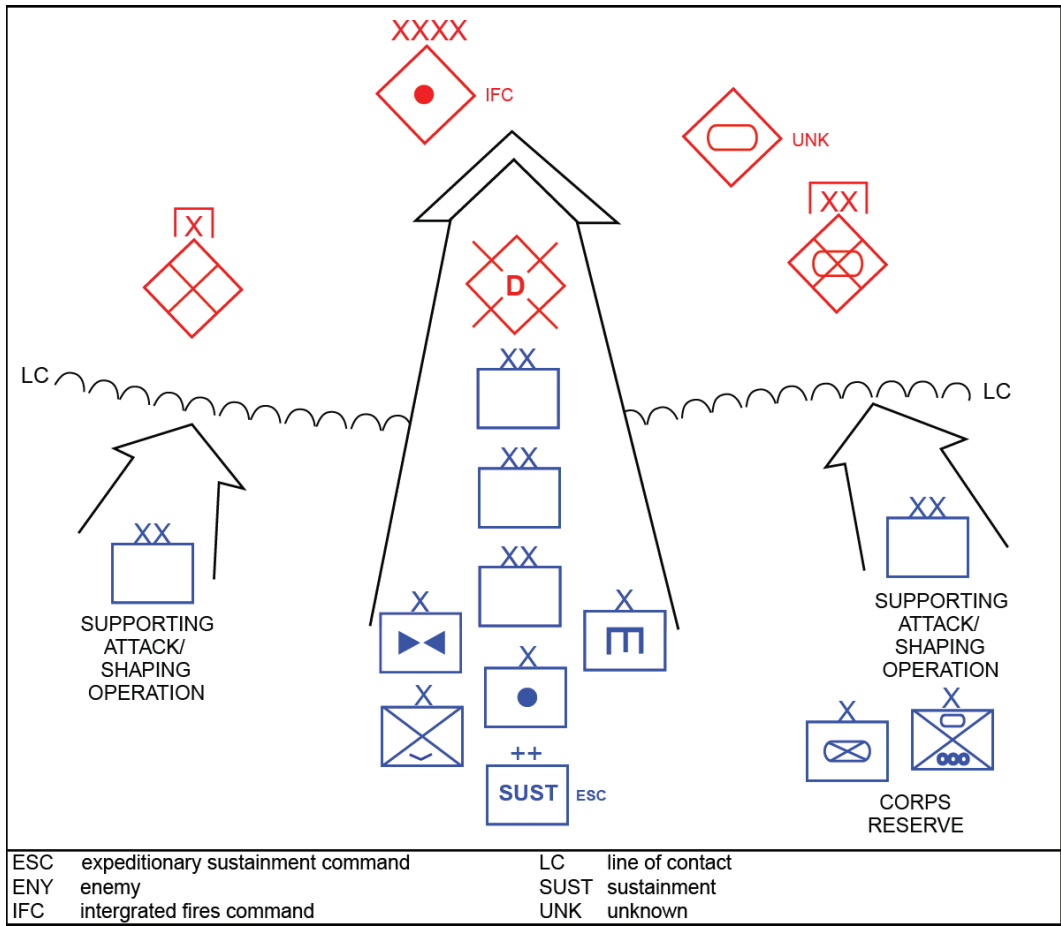 XXXX
IFC
UNK
X
XX
D
XX
LC
LC
XX
XX
XX
XX
SUPPORTING
ATTACK/
SHAPING
OPERATION
SUPPORTING
ATTACK/
SHAPING
OPERATION
X
X
X
X
X
X
++
SUST
ESC
CORPS
RESERVE
ESC expeditionary sustainment command
ENY enemy
IFC intergrated fires command
LC line of contact
SUST sustainment
UNK unknown